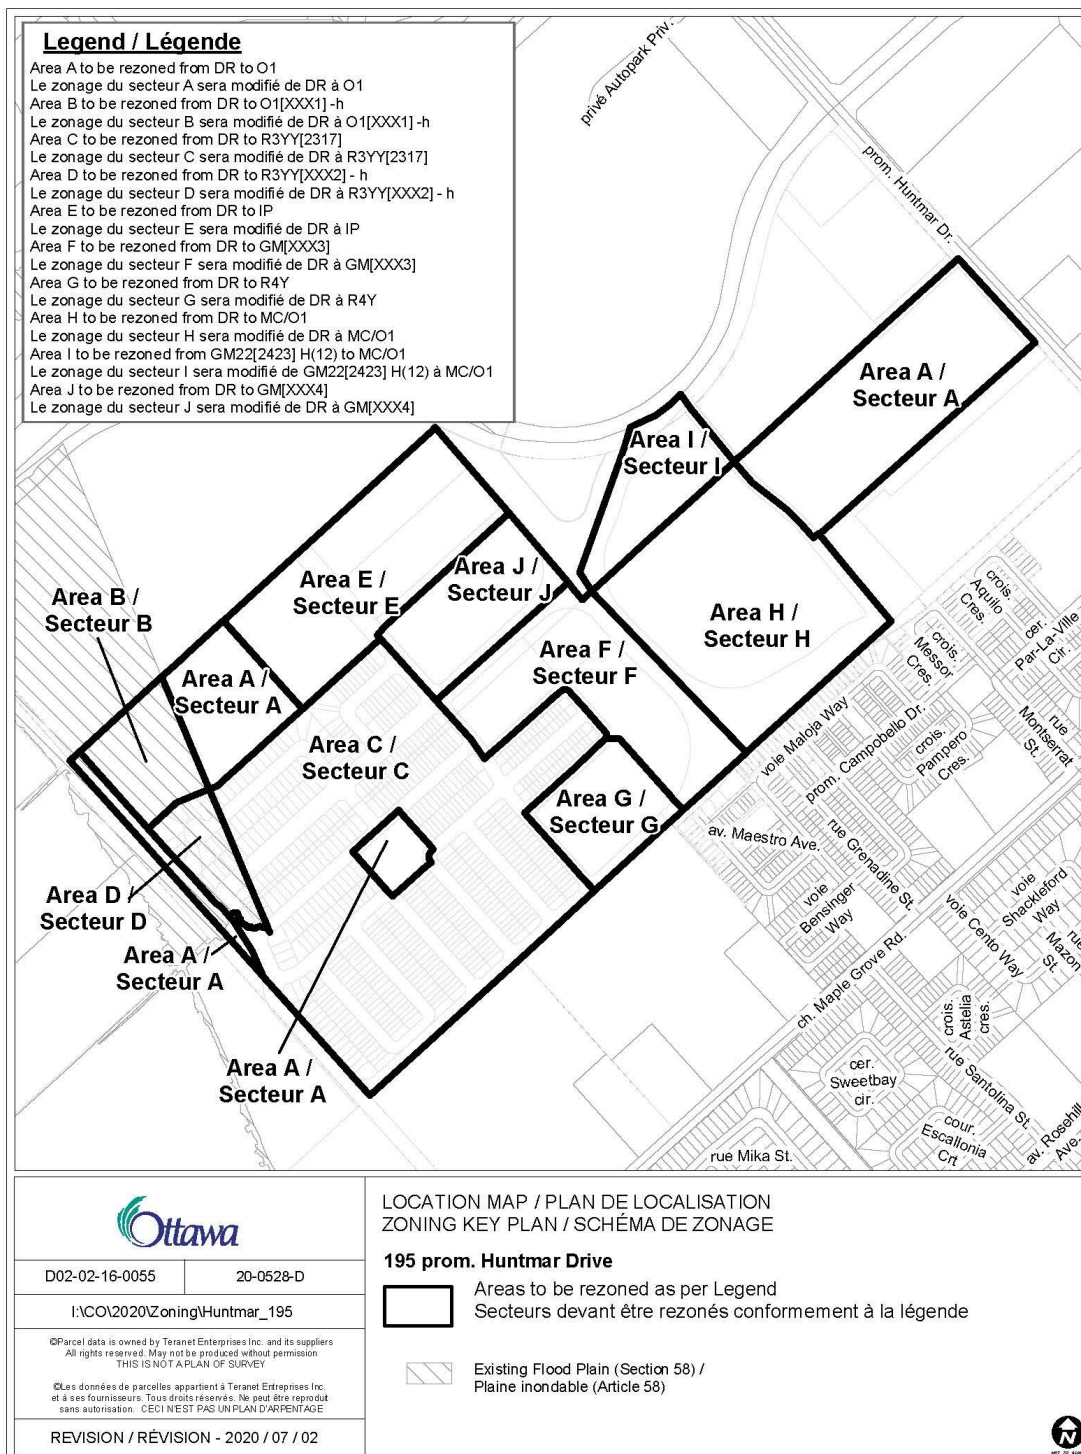 Legend / Légende
Area A to be rezoned from DR to O1
Le zonage du secteur A sera modifié de DR à O1
Area B to be rezoned from DR to O1[XXX1] -h
Le zonage du secteur B sera modifié de DR à O1[XXX1] -h
Area C to be rezoned from DR to R3YY[2317]
Le zonage du secteur C sera modifié de DR à R3YY[2317]
Area D to be rezoned from DR to R3YY[XXX2] - h
Le zonage du secteur D sera modifié de DR à R3YY[XXX2] - h
Area E to be rezoned from DR to IP
Le zonage du secteur E sera modifié de DR à IP
Area F to be rezoned from DR to GM[XXX3]
Le zonage du secteur F sera modifié de DR à GM[XXX3]
Area G to be rezoned from DR to R4Y
Le zonage du secteur G sera modifié de DR à R4Y
Area H to be rezoned from DR to MC/O1
Le zonage du secteur H sera modifié de DR à MC/O1
Area I to be rezoned from GM22[2423] H(12) to MC/O1
Le zonage du secteur I sera modifié de GM22[2423] H(12) à MC/O1
Area J to be rezoned from DR to GM[XXX4]
Le zonage du secteur J sera modifié de DR à GM[XXX4]
privé Autopark Priv.
prom. Huntmar Dr.
Area A /
Secteur A
Area I /
Secteur I
Area J /
Secteur J
Area E /
Secteur E
Area B /
Secteur B
Area H /
Secteur H
Area F /
Secteur F
Area A /
Secteur A
Area C /
Secteur C
Area G /
Secteur G
Area D /
Secteur D
Area A /
Secteur A
Area A /
Secteur A
crois.
Aquilo
Cres.
cer.
Par-La-Ville
Cir.
crois.
Messor
Cres.
rue
Montserrat
St.
voie Maloja Way
prom. Campobello Dr.
crois.
Pampero
Cres.
av. Maestro Ave.
rue Grenadine St.
voie
Bensinger
Way
voie
Shackleford
Way
rue
Mazon
St.
voie Cento Way
ch. Maple Grove Rd.
crois.
Astelia
cres.
cer.
Sweetbay
cir.
rue Santolina St.
cour.
Escallonia
Crt
av. Rosehill
Ave.
rue Mika St.
Ottawa
D02-02-16-0055
20-0528-D
I:\CO\2020\Zoning\Huntmar_195
©Parcel data is owned by Teranet Enterprises Inc. and its suppliers
All rights reserved. May not be produced without permission
THIS IS NOT A PLAN OF SURVEY
©Les données de parcelles appartient à Teranet Entreprises Inc.
et à ses fournisseurs. Tous droits réservés. Ne peut être reproduit
sans autorisation. CECI N'EST PAS UN PLAN D'ARPENTAGE
REVISION / RÉVISION - 2020 / 07 / 02
LOCATION MAP / PLAN DE LOCALISATION
ZONING KEY PLAN / SCHÉMA DE ZONAGE
195 prom. Huntmar Drive
Areas to be rezoned as per Legend
Secteurs devant être rezonés conformement à la légende
Existing Flood Plain (Section 58) /
Plaine inondable (Article 58)
N